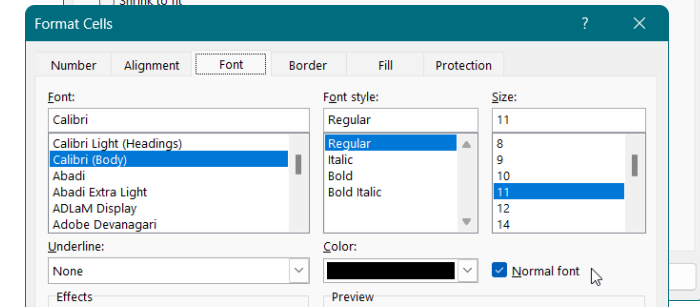 Shrink to fit
Format Cells ?
Number Alignment Font Border Fill Protection
Font: Font style: Size:
Calibri Regular 11
Calibri Light (Headings) Regular 8
Calibri (Body) Italic 9
Abadi Bold 10
Abadi Extra Light Bold Italic 11
ADLaM Display 12
Adobe Devanagari 14
Underline: Color:
None Normal font
Effects Preview